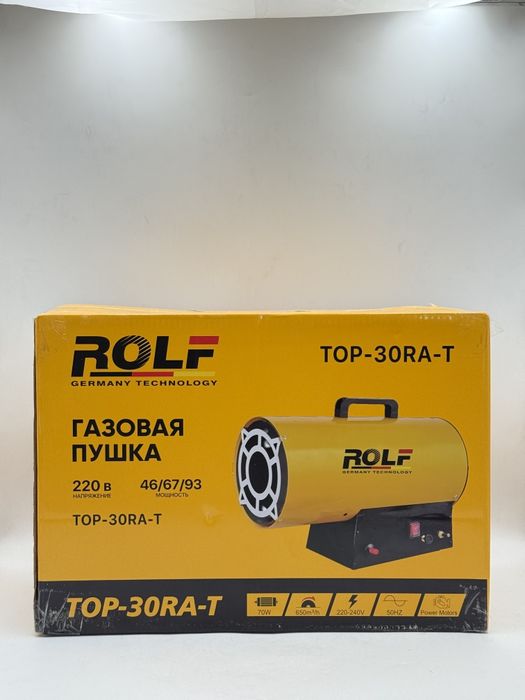 ROLF
GERMANY TECHNOLOGY
TOP-30RA-T
ГАЗОВАЯ
ПУШКА
220 в
НАПРЯЖЕНИЕ
46/67/93
МОЩНОСТЬ
TOP-30RA-T
ROLF
GERMANY TECHNOLOGY
TOP-30RA-T
70W
650m³/h
220-240V
50HZ
Power Motors